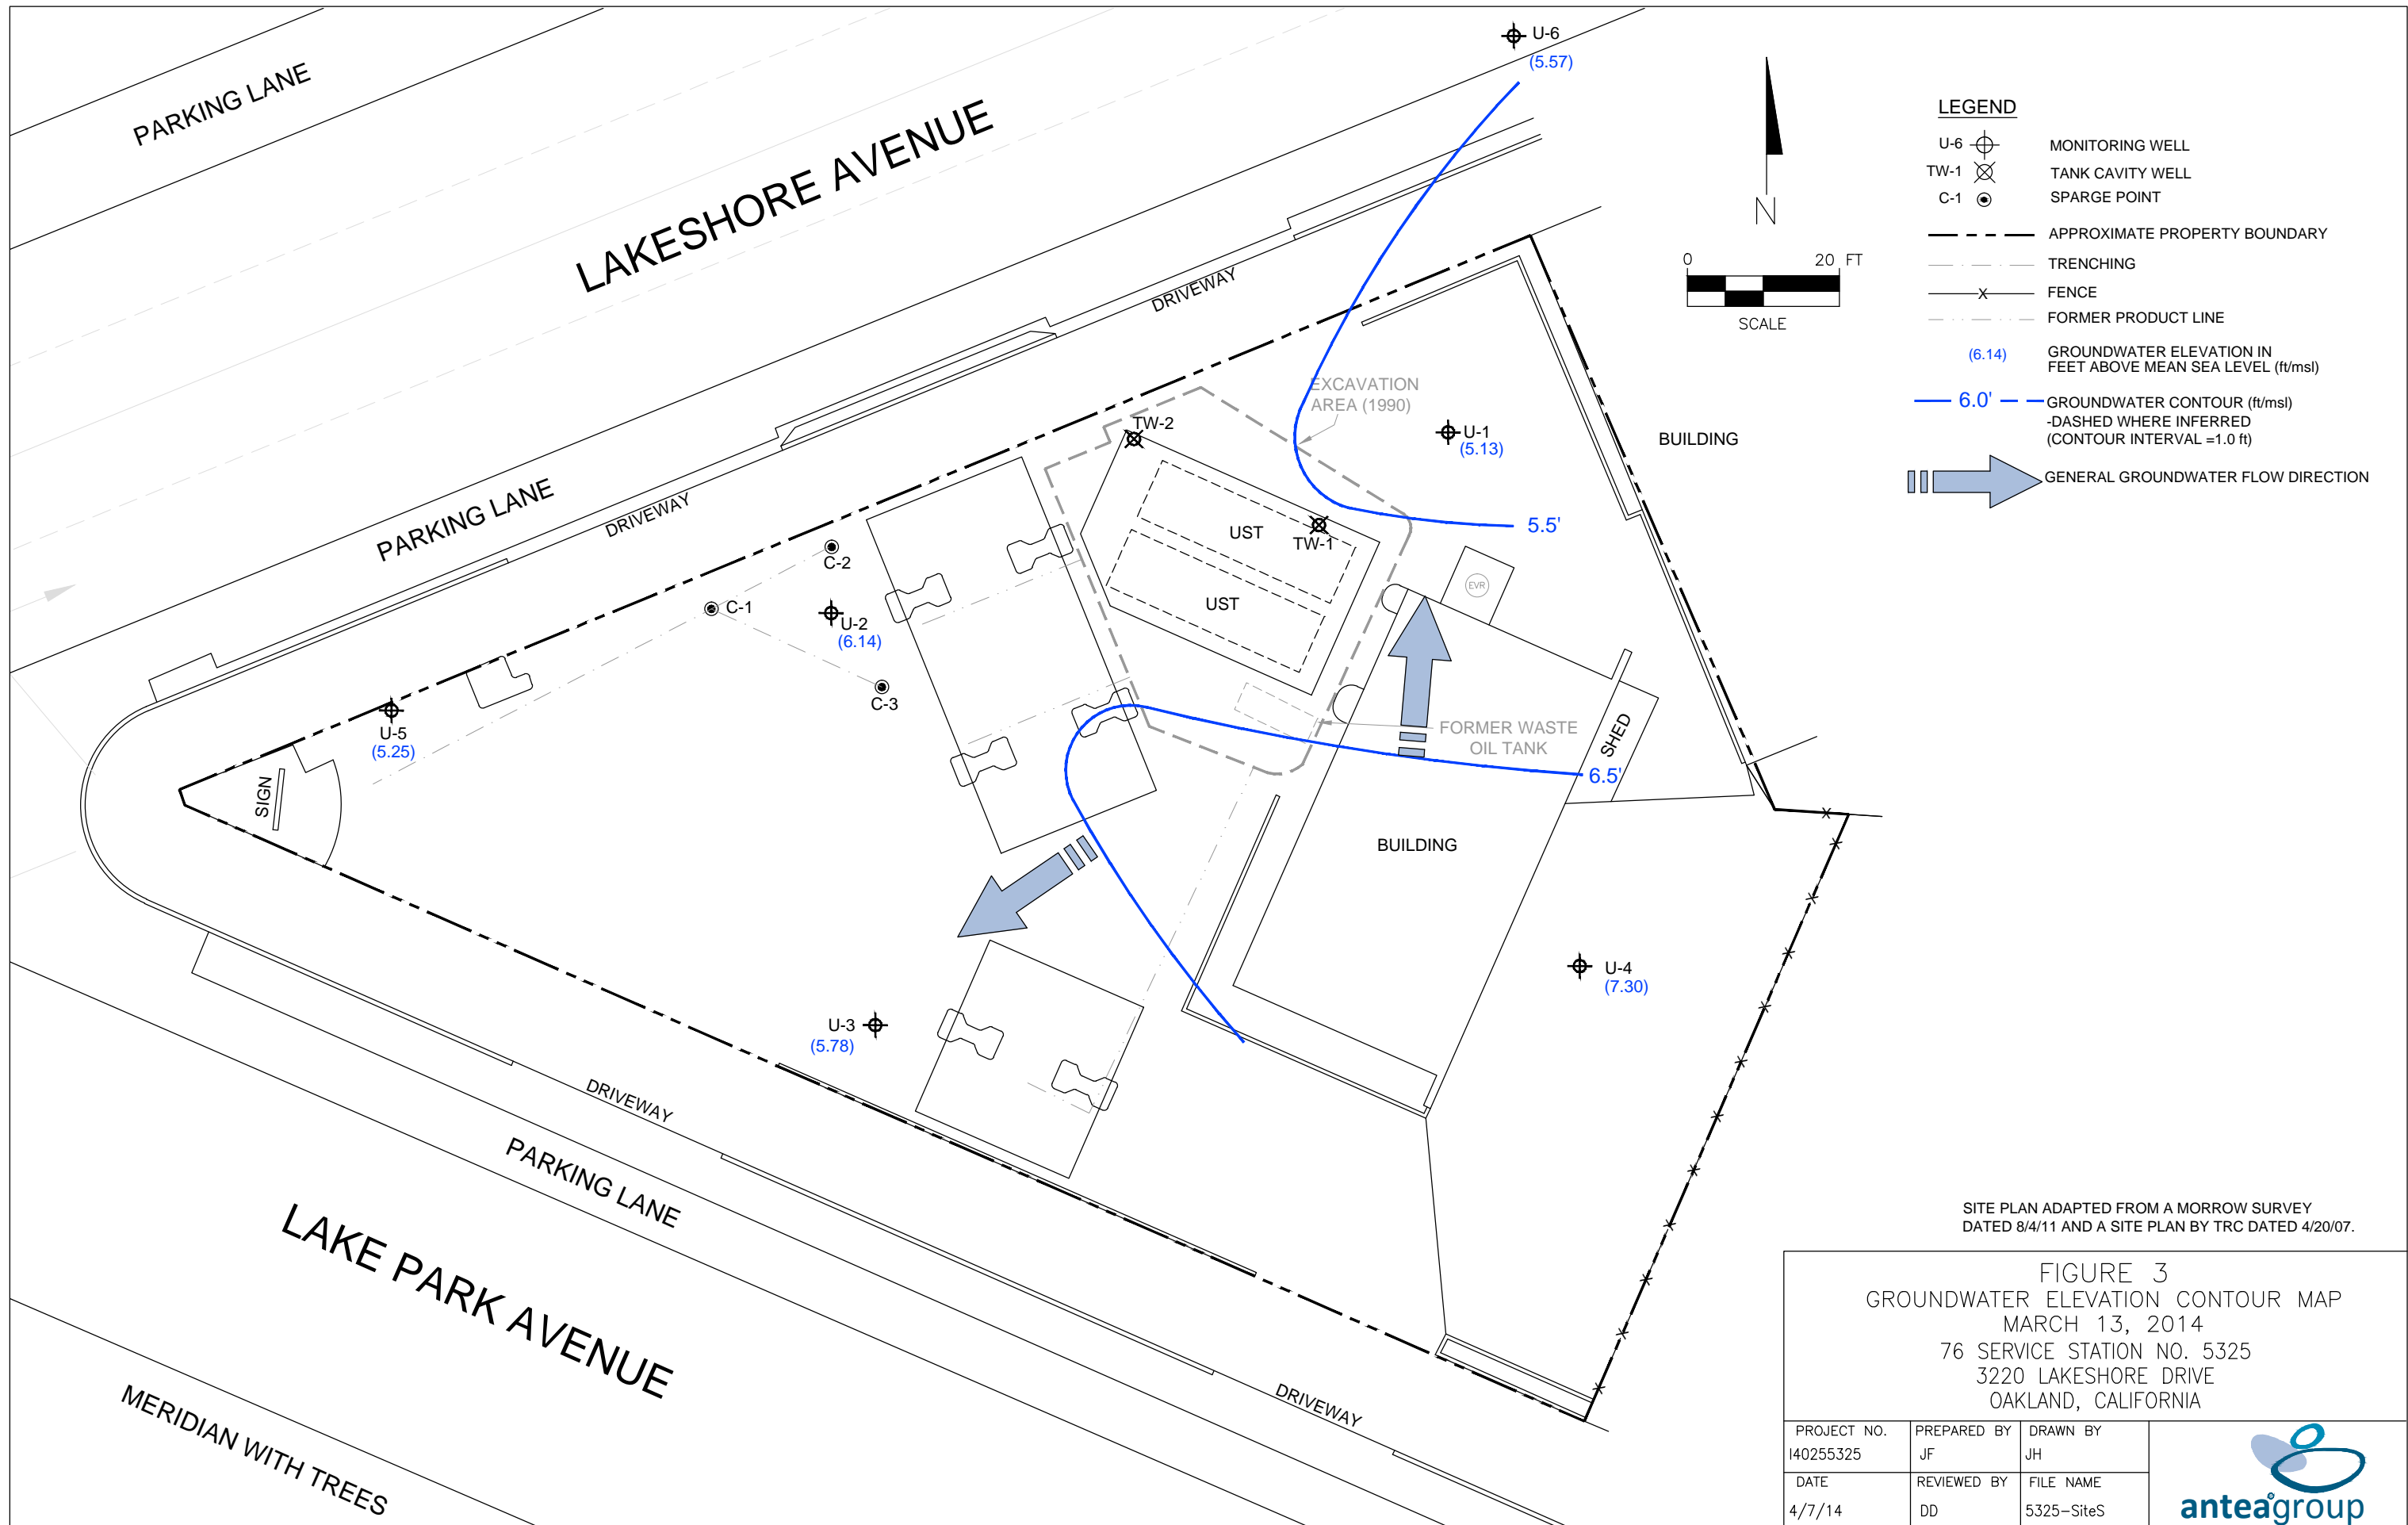 PARKING LANE
LAKESHORE AVENUE
U-6
(5.57)
N
0 20 FT
SCALE
LEGEND
U-6 MONITORING WELL
TW-1 TANK CAVITY WELL
C-1 SPARGE POINT
APPROXIMATE PROPERTY BOUNDARY
TRENCHING
X FENCE
FORMER PRODUCT LINE
(6.14) GROUNDWATER ELEVATION IN
FEET ABOVE MEAN SEA LEVEL (ft/msl)
6.0' GROUNDWATER CONTOUR (ft/msl)
-DASHED WHERE INFERRED
(CONTOUR INTERVAL =1.0 ft)
GENERAL GROUNDWATER FLOW DIRECTION
DRIVEWAY
EXCAVATION
AREA (1990)
TW-2
U-1
(5.13)
BUILDING
PARKING LANE
DRIVEWAY
5.5'
UST
TW-1
UST
C-2
C-1
U-2
(6.14)
C-3
EVR
U-5
(5.25)
SIGN
FORMER WASTE
OIL TANK
SHED
6.5'
BUILDING
U-4
(7.30)
U-3
(5.78)
DRIVEWAY
PARKING LANE
LAKE PARK AVENUE
MERIDIAN WITH TREES
DRIVEWAY
SITE PLAN ADAPTED FROM A MORROW SURVEY
DATED 8/4/11 AND A SITE PLAN BY TRC DATED 4/20/07.
FIGURE 3
GROUNDWATER ELEVATION CONTOUR MAP
MARCH 13, 2014
76 SERVICE STATION NO. 5325
3220 LAKESHORE DRIVE
OAKLAND, CALIFORNIA
PROJECT NO. PREPARED BY DRAWN BY
I40255325 JF JH
DATE REVIEWED BY FILE NAME
4/7/14 DD 5325-SiteS
anteagroup